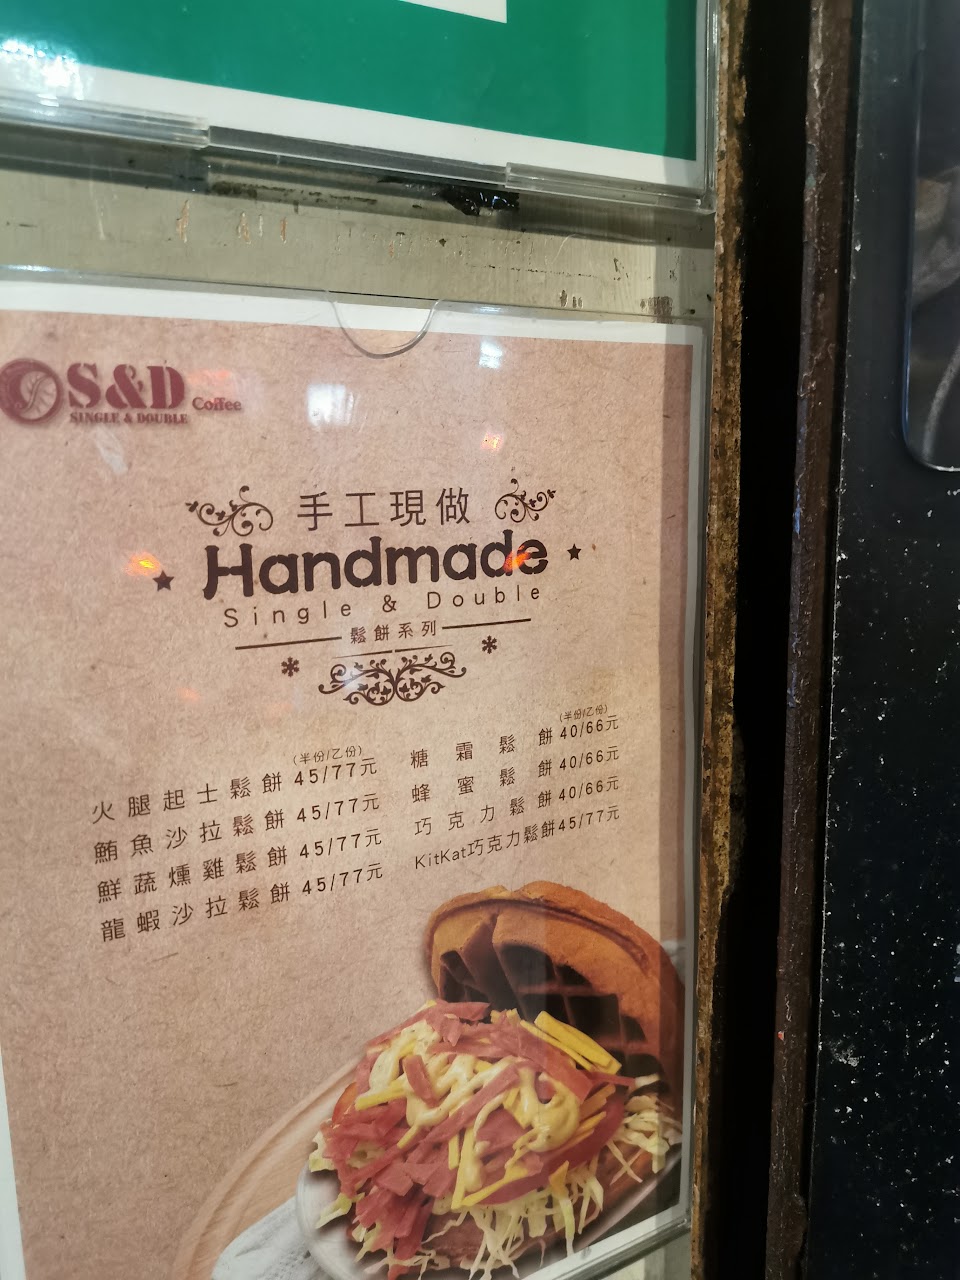 S&D Coffee
SINGLE & DOUBLE
手工現做
Handmade
Single & Double
鬆餅系列
(半份/乙份)
火腿起士鬆餅 45/77元
鮪魚沙拉鬆餅 45/77元
鮮蔬燻雞鬆餅 45/77元
龍蝦沙拉鬆餅 45/77元
(半份/乙份)
糖霜鬆餅 40/66元
蜂蜜鬆餅 40/66元
巧克力鬆餅 40/66元
KitKat巧克力鬆餅 45/77元